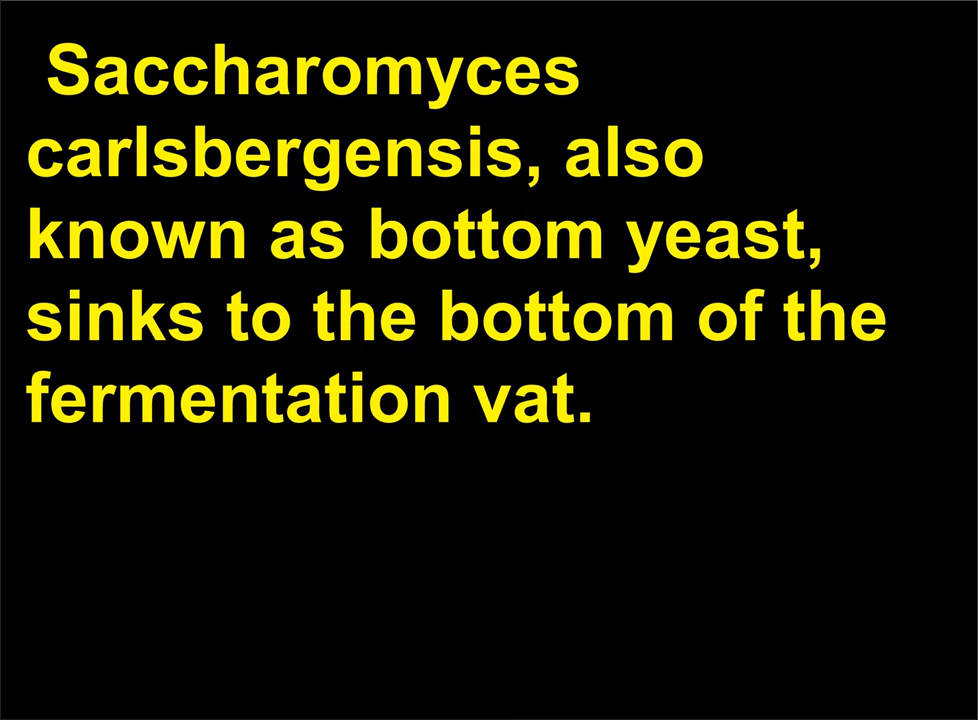 Saccharomyces
carlsbergensis, also
known as bottom yeast,
sinks to the bottom of the
fermentation vat.